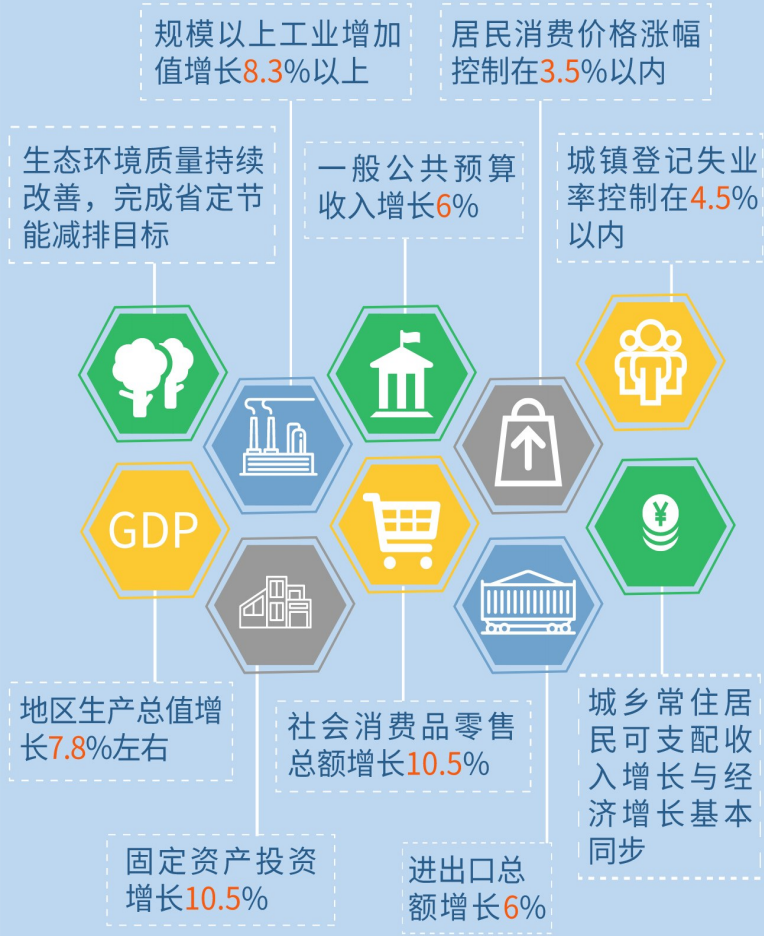 规模以上工业增加
值增长8.3%以上
居民消费价格涨幅
控制在3.5%以内
生态环境质量持续
改善，完成省定节
能减排目标
一般公共预算
收入增长6%
城镇登记失业
率控制在4.5%
以内
GDP
¥
地区生产总值增
长7.8%左右
社会消费品零售
总额增长10.5%
城乡常住居
民可支配收
入增长与经
济增长基本
同步
固定资产投资
增长10.5%
进出口总
额增长6%